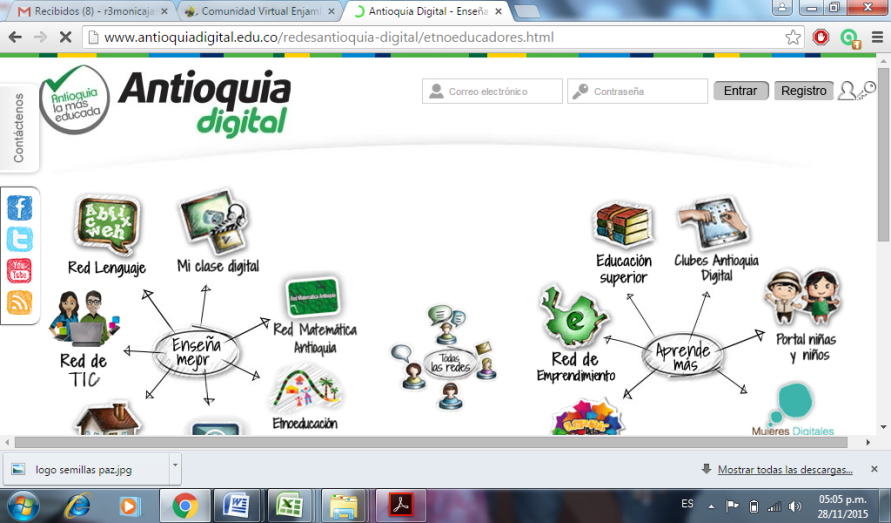 Recibidos (8) - r3monicaja
Comunidad Virtual Enjam
Antioquia Digital - Enseña
www.antioquiadigital.edu.co/redesantioquia-digital/etnoeducadores.html
Contáctenos
Antioquia
la más
educada
Antioquia
digital
Correo electrónico
Contraseña
Entrar
Registro
You
Tube
Red Lenguaje
Mi clase digital
Red de
TIC
Enseña
mejor
Red Matemática Antioquia
Red Matemática
Antioquia
Etnoeducación
Todas
las redes
Educación
superior
Clubes Antioquia
Digital
Red de
Emprendimiento
Aprende
más
Portal niñas
y niños
Mujeres Digitales
logo semillas paz.jpg
Mostrar todas las descargas...
ES
05:05 p.m.
28/11/2015